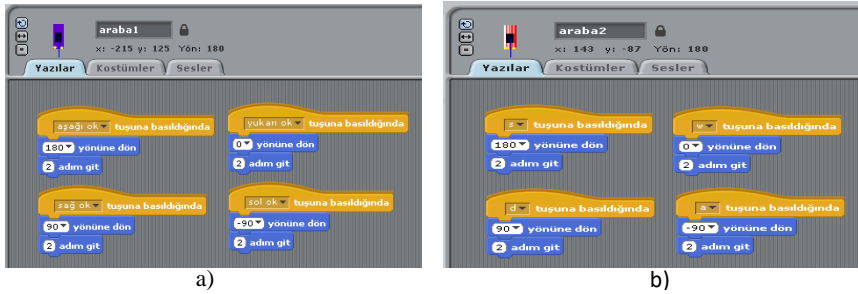 araba1
x: -215 y: 125 Yön: 180
Yazılar Kostümler Sesler
aşağı ok tuşuna basıldığında
180 yönüne dön
2 adım git
yukarı ok tuşuna basıldığında
0 yönüne dön
2 adım git
sağ ok tuşuna basıldığında
90 yönüne dön
2 adım git
sol ok tuşuna basıldığında
-90 yönüne dön
2 adım git
a)
araba2
x: 143 y: -87 Yön: 180
Yazılar Kostümler Sesler
s tuşuna basıldığında
180 yönüne dön
2 adım git
w tuşuna basıldığında
0 yönüne dön
2 adım git
d tuşuna basıldığında
90 yönüne dön
2 adım git
a tuşuna basıldığında
-90 yönüne dön
2 adım git
b)